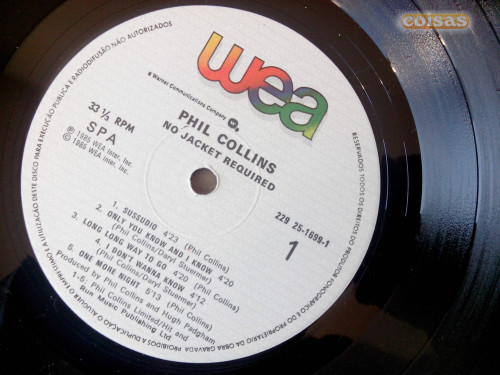 coisas
wea
A Warner Communications Company
PHIL COLLINS
NO JACKET REQUIRED
33 1/3 RPM
SPA
℗ 1985 WEA Inter. Inc.
© 1985 WEA Inter. Inc.
229 25-1699-1
1
1. SUSSUDIO 4'23 (Phil Collins)
2. ONLY YOU KNOW AND I KNOW 4'20
(Phil Collins/Daryl Stuermer)
3. LONG LONG WAY TO GO 4'20
(Phil Collins)
4. I DON'T WANNA KNOW 4'12
(Phil Collins/Daryl Stuermer)
5. ONE MORE NIGHT 5'13 (Phil Collins)
Produced by Phil Collins and Hugh Padgham
1-5: Phil Collins Limited/Hit and
Run Music Publishing Ltd
RESERVADOS TODOS OS DIREITOS DO PRODUTOR FONOGRÁFICO E DO PROPRIETÁRIO DA OBRA GRAVADA PROIBIDOS A DUPLICAÇÃO O ALUGUER O EMPRÉSTIMO E A UTILIZAÇÃO DESTE DISCO PARA EXECUÇÃO PÚBLICA E RADIODIFUSÃO NÃO AUTORIZADOS